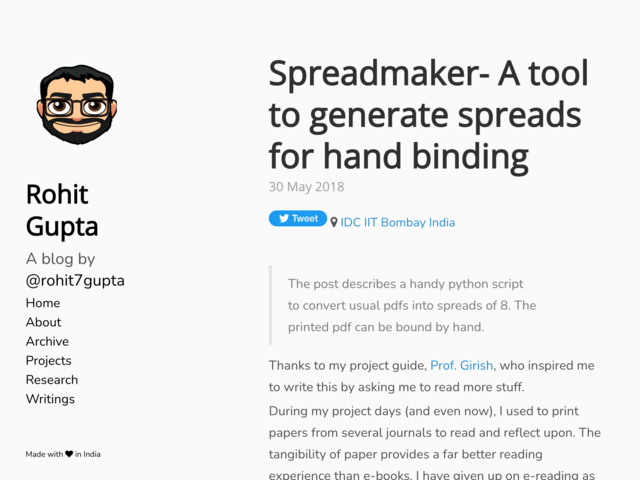 Rohit
Gupta
A blog by
@rohit7gupta
Home
About
Archive
Projects
Research
Writings
Made with in India
Spreadmaker- A tool
to generate spreads
for hand binding
30 May 2018
Tweet
IDC IIT Bombay India
The post describes a handy python script
to convert usual pdfs into spreads of 8. The
printed pdf can be bound by hand.
Thanks to my project guide, Prof. Girish, who inspired me
to write this by asking me to read more stuff.
During my project days (and even now), I used to print
papers from several journals to read and reflect upon. The
tangibility of paper provides a far better reading
experience than e-books. I have given up on e-reading as